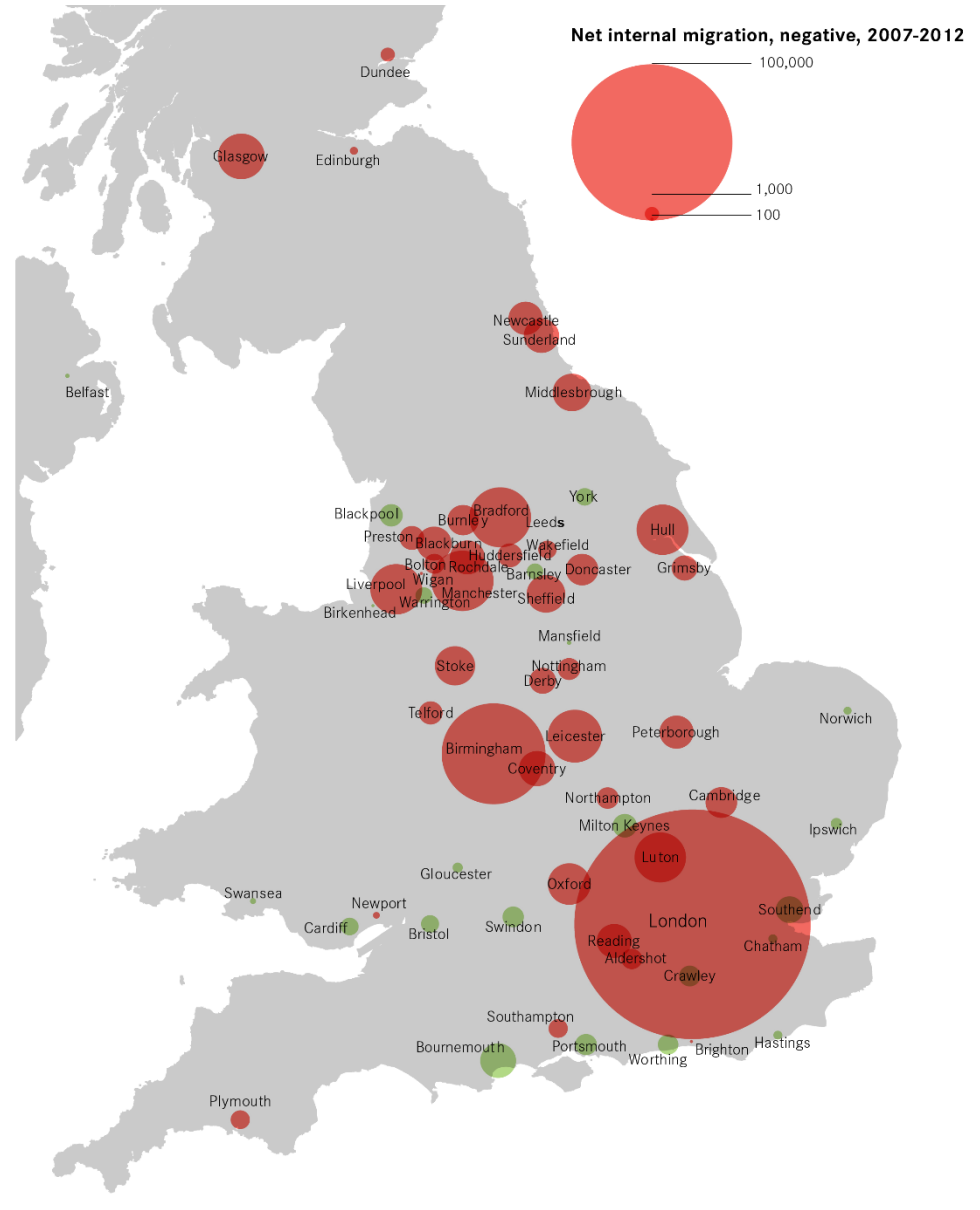 Net internal migration, negative, 2007-2012
100,000
1,000
100
Dundee
Glasgow
Edinburgh
Newcastle
Sunderland
Belfast
Middlesbrough
York
Blackpool
Bradford
Burnley
Leeds
Hull
Preston
Blackburn
Wakefield
Huddersfield
Bolton
Rochdale
Barnsley
Doncaster
Grimsby
Liverpool
Wigan
Manchester
Warrington
Sheffield
Birkenhead
Mansfield
Stoke
Nottingham
Derby
Telford
Norwich
Birmingham
Leicester
Peterborough
Coventry
Northampton
Cambridge
Milton Keynes
Ipswich
Luton
Gloucester
Oxford
Swansea
Newport
Southend
London
Cardiff
Bristol
Swindon
Reading
Chatham
Aldershot
Crawley
Southampton
Bournemouth
Portsmouth
Worthing
Brighton
Hastings
Plymouth